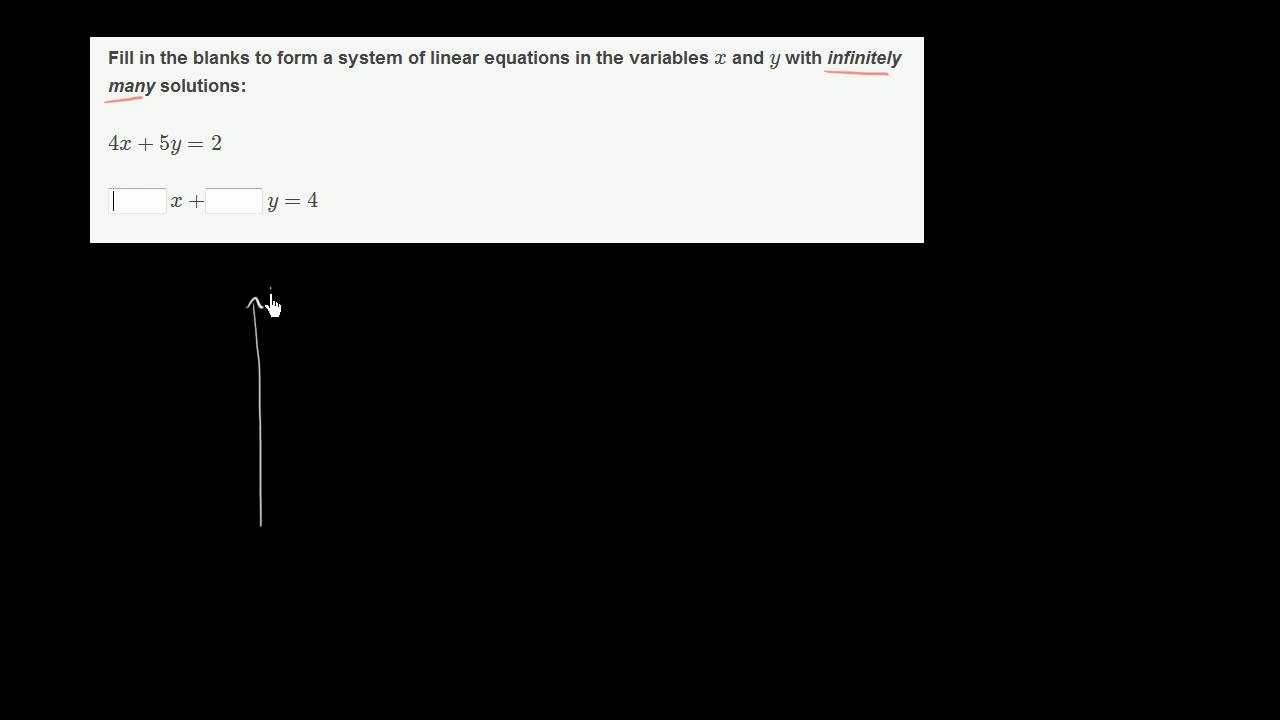 Fill in the blanks to form a system of linear equations in the variables x and y with infinitely
many solutions:
4x + 5y = 2
x + y = 4